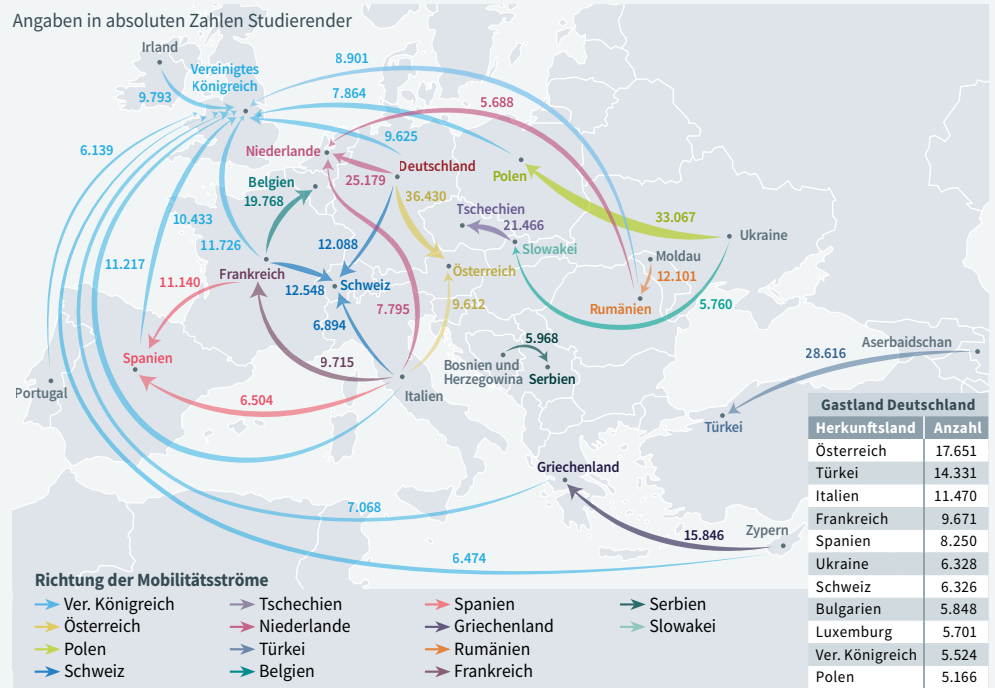 Angaben in absoluten Zahlen Studierender
Irland
Vereinigtes
Königreich
8.901
9.793
7.864
5.688
6.139
9.625
Niederlande
Deutschland
Belgien
19.768
25.179
36.430
Polen
Tschechien
21.466
33.067
Ukraine
10.433
11.726
12.088
Slowakei
Moldau
12.101
11.217
Frankreich
Österreich
11.140
12.548
Schweiz
Rumänien
5.760
7.795
9.612
6.894
5.968
Aserbaidschan
28.616
Spanien
9.715
Bosnien und
Herzegowina
Serbien
Portugal
6.504
Italien
Türkei
Griechenland
7.068
15.846
Zypern
6.474
Gastland Deutschland
Herkunftsland Anzahl
Österreich 17.651
Türkei 14.331
Italien 11.470
Frankreich 9.671
Spanien 8.250
Ukraine 6.328
Schweiz 6.326
Bulgarien 5.848
Luxemburg 5.701
Ver. Königreich 5.524
Polen 5.166
Richtung der Mobilitätsströme
Ver. Königreich
Österreich
Polen
Schweiz
Tschechien
Niederlande
Türkei
Belgien
Spanien
Griechenland
Rumänien
Frankreich
Serbien
Slowakei